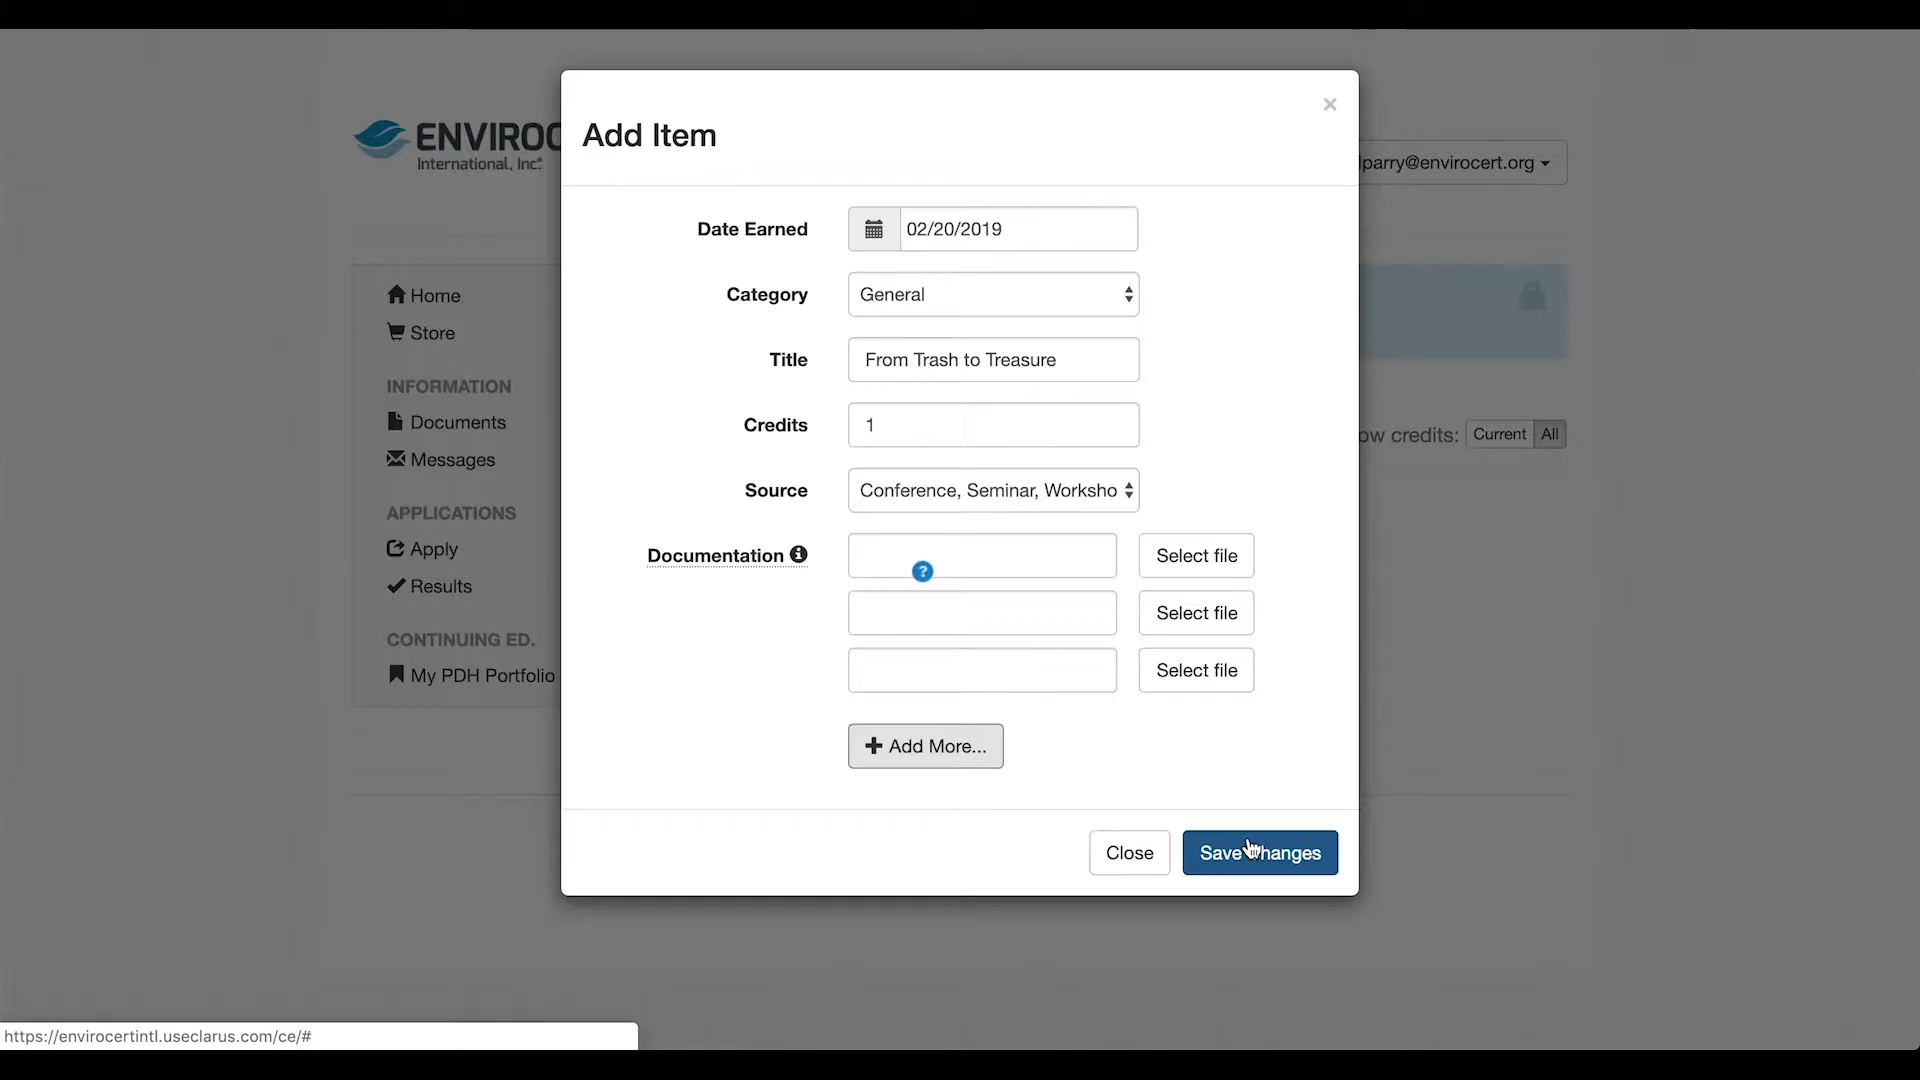 ×
Add Item
ENVIROC
International, Inc.
lparry@envirocert.org
Date Earned
02/20/2019
Category
General
Title
From Trash to Treasure
Credits
1
Source
Conference, Seminar, Worksho
Documentation
?
Select file
Select file
Select file
Add More...
Close
Save hanges
Home
Store
INFORMATION
Documents
Messages
APPLICATIONS
Apply
Results
CONTINUING ED.
My PDH Portfolio
ow credits:
Current
All
https://envirocertintl.useclarus.com/ce/#